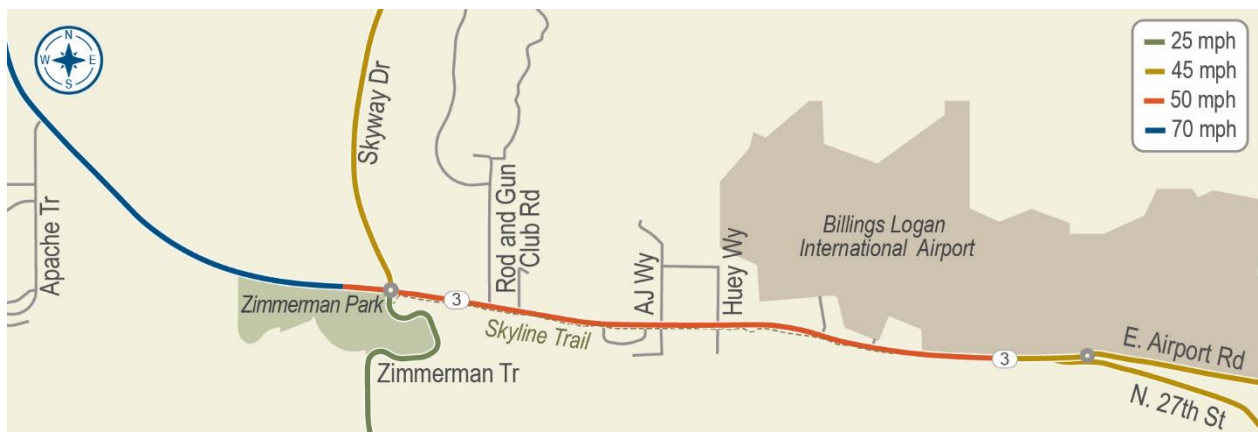 N
W E
S
25 mph
45 mph
50 mph
70 mph
Skyway Dr
Apache Tr
Rod and Gun
Club Rd
AJ Wy
Huey Wy
Billings Logan
International Airport
Zimmerman Park
3
Skyline Trail
Zimmerman Tr
3
E. Airport Rd
N. 27th St